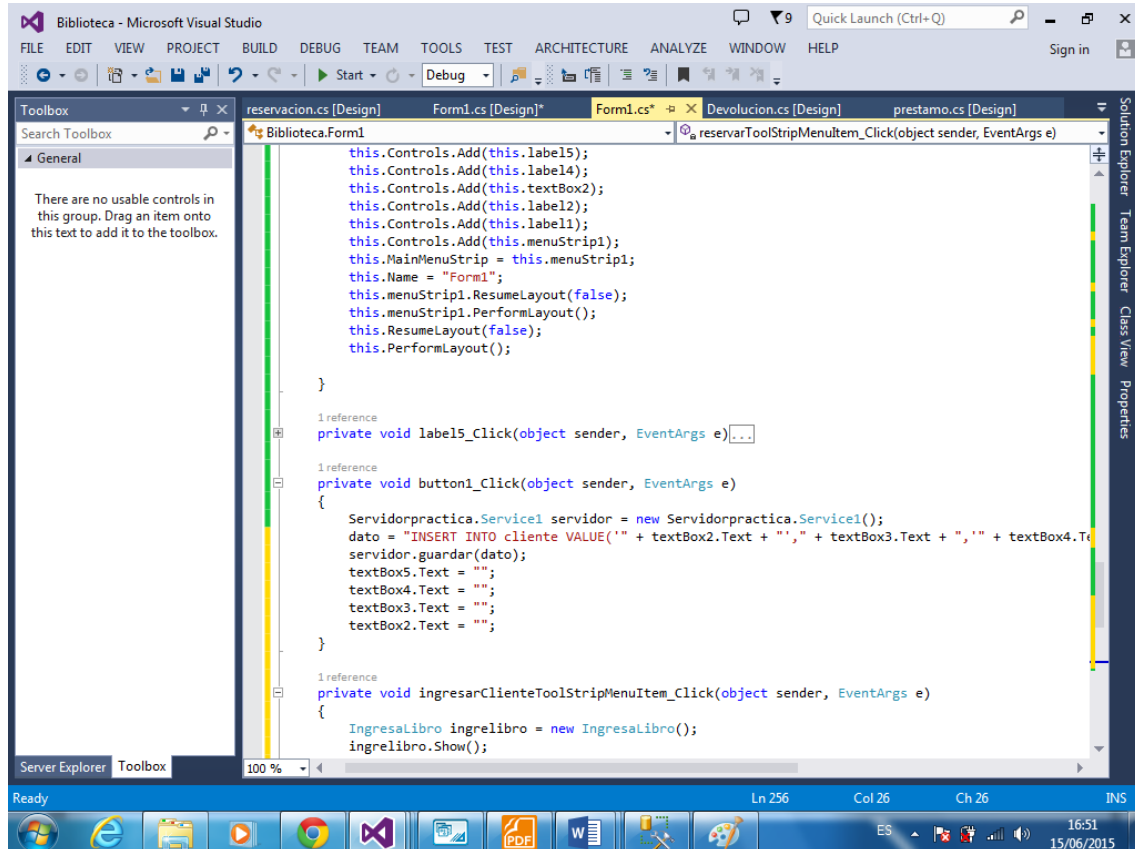 Biblioteca - Microsoft Visual Studio
9
Quick Launch (Ctrl+Q)
FILE EDIT VIEW PROJECT BUILD DEBUG TEAM TOOLS TEST ARCHITECTURE ANALYZE WINDOW HELP
Sign in
Start
Debug
Toolbox
Search Toolbox
General
There are no usable controls in
this group. Drag an item onto
this text to add it to the toolbox.
Server Explorer Toolbox
reservacion.cs [Design] Form1.cs [Design]* Form1.cs* Devolucion.cs [Design] prestamo.cs [Design]
Biblioteca.Form1
reservarToolStripMenuItem_Click(object sender, EventArgs e)
this.Controls.Add(this.label5);
this.Controls.Add(this.label4);
this.Controls.Add(this.textBox2);
this.Controls.Add(this.label2);
this.Controls.Add(this.label1);
this.Controls.Add(this.menuStrip1);
this.MainMenuStrip = this.menuStrip1;
this.Name = "Form1";
this.menuStrip1.ResumeLayout(false);
this.menuStrip1.PerformLayout();
this.ResumeLayout(false);
this.PerformLayout();
}
1 reference
private void label5_Click(object sender, EventArgs e)...
1 reference
private void button1_Click(object sender, EventArgs e)
{
Servidorpractica.Service1 servidor = new Servidorpractica.Service1();
dato = "INSERT INTO cliente VALUE('" + textBox2.Text + "'," + textBox3.Text + ",'" + textBox4.Te
servidor.guardar(dato);
textBox5.Text = "";
textBox4.Text = "";
textBox3.Text = "";
textBox2.Text = "";
}
1 reference
private void ingresarClienteToolStripMenuItem_Click(object sender, EventArgs e)
{
IngresaLibro ingrelibro = new IngresaLibro();
ingrelibro.Show();
100 %
Solution Explorer
Team Explorer
Class View
Properties
Ready
Ln 256 Col 26 Ch 26 INS
PDF
W
ES
16:51
15/06/2015